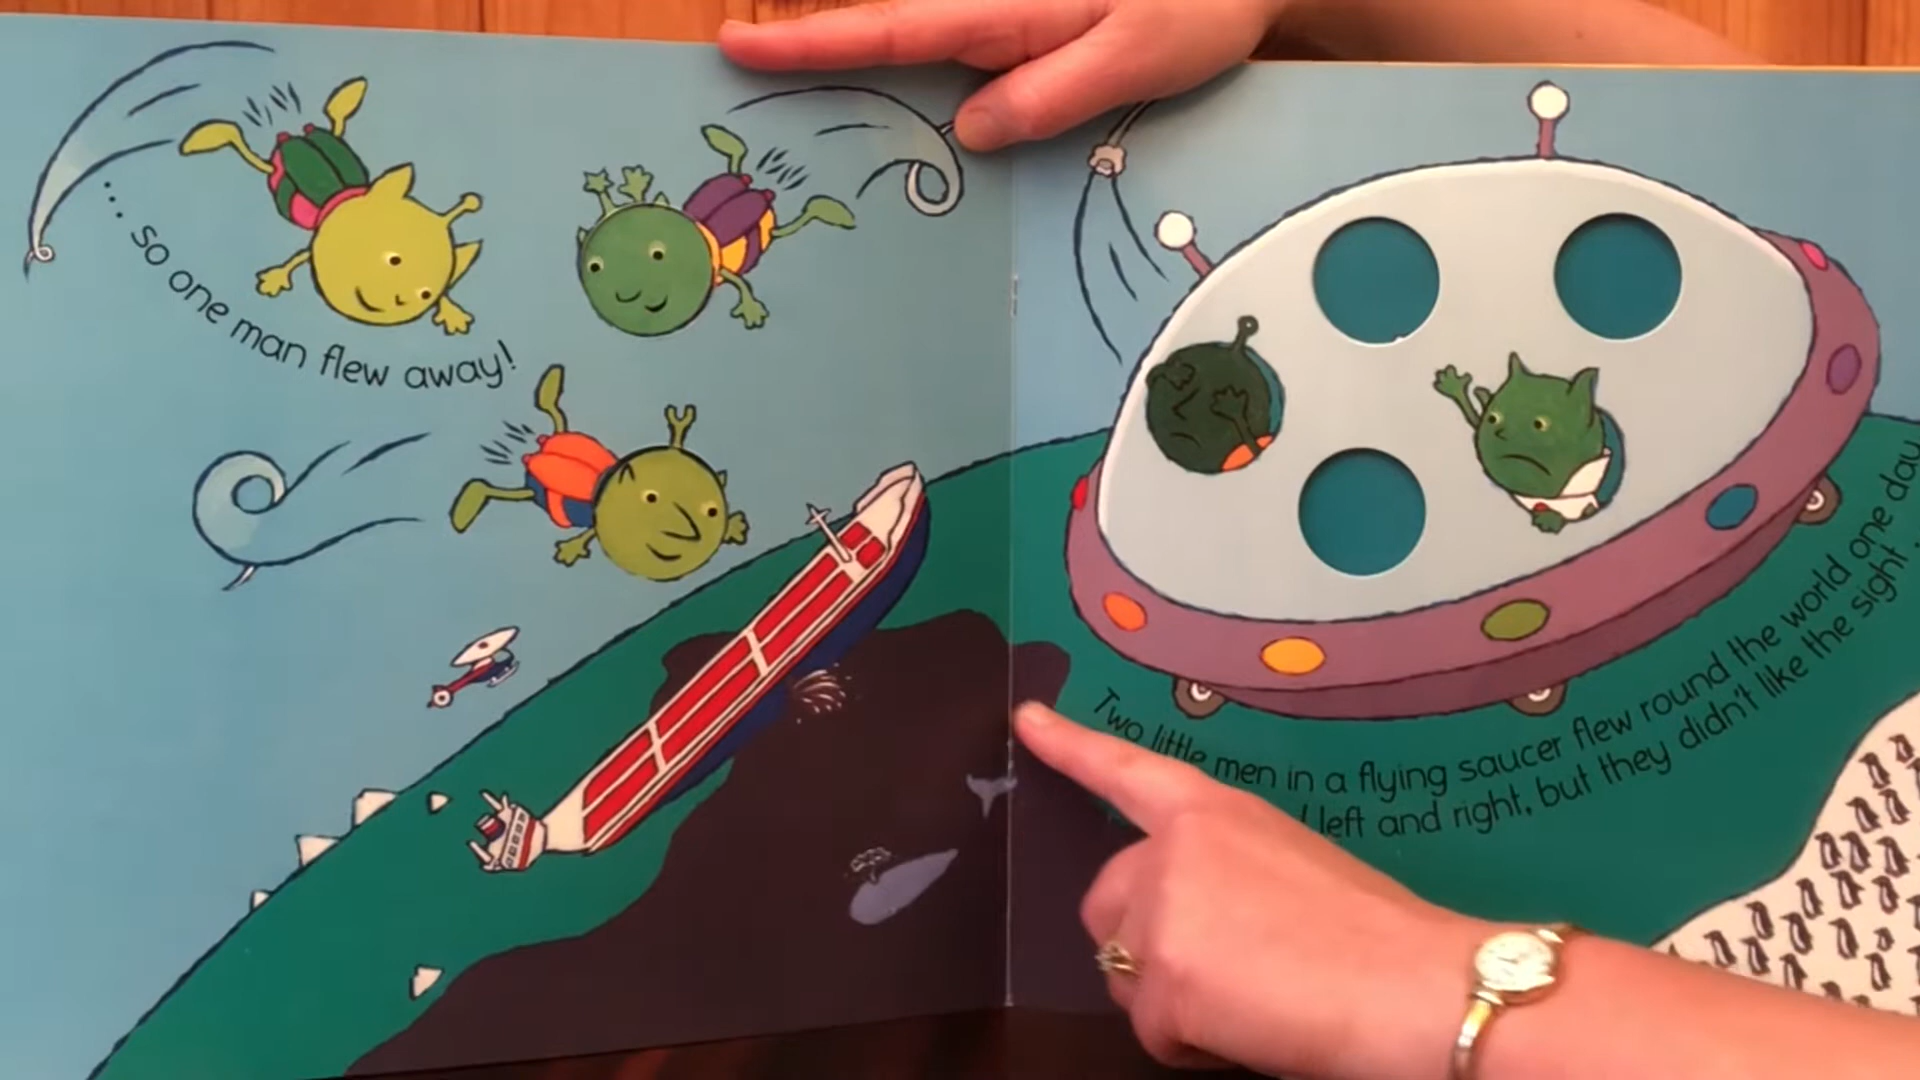 ....so one man flew away!
Two little men in a flying saucer flew round the world one day
left and right, but they didn't like the sight